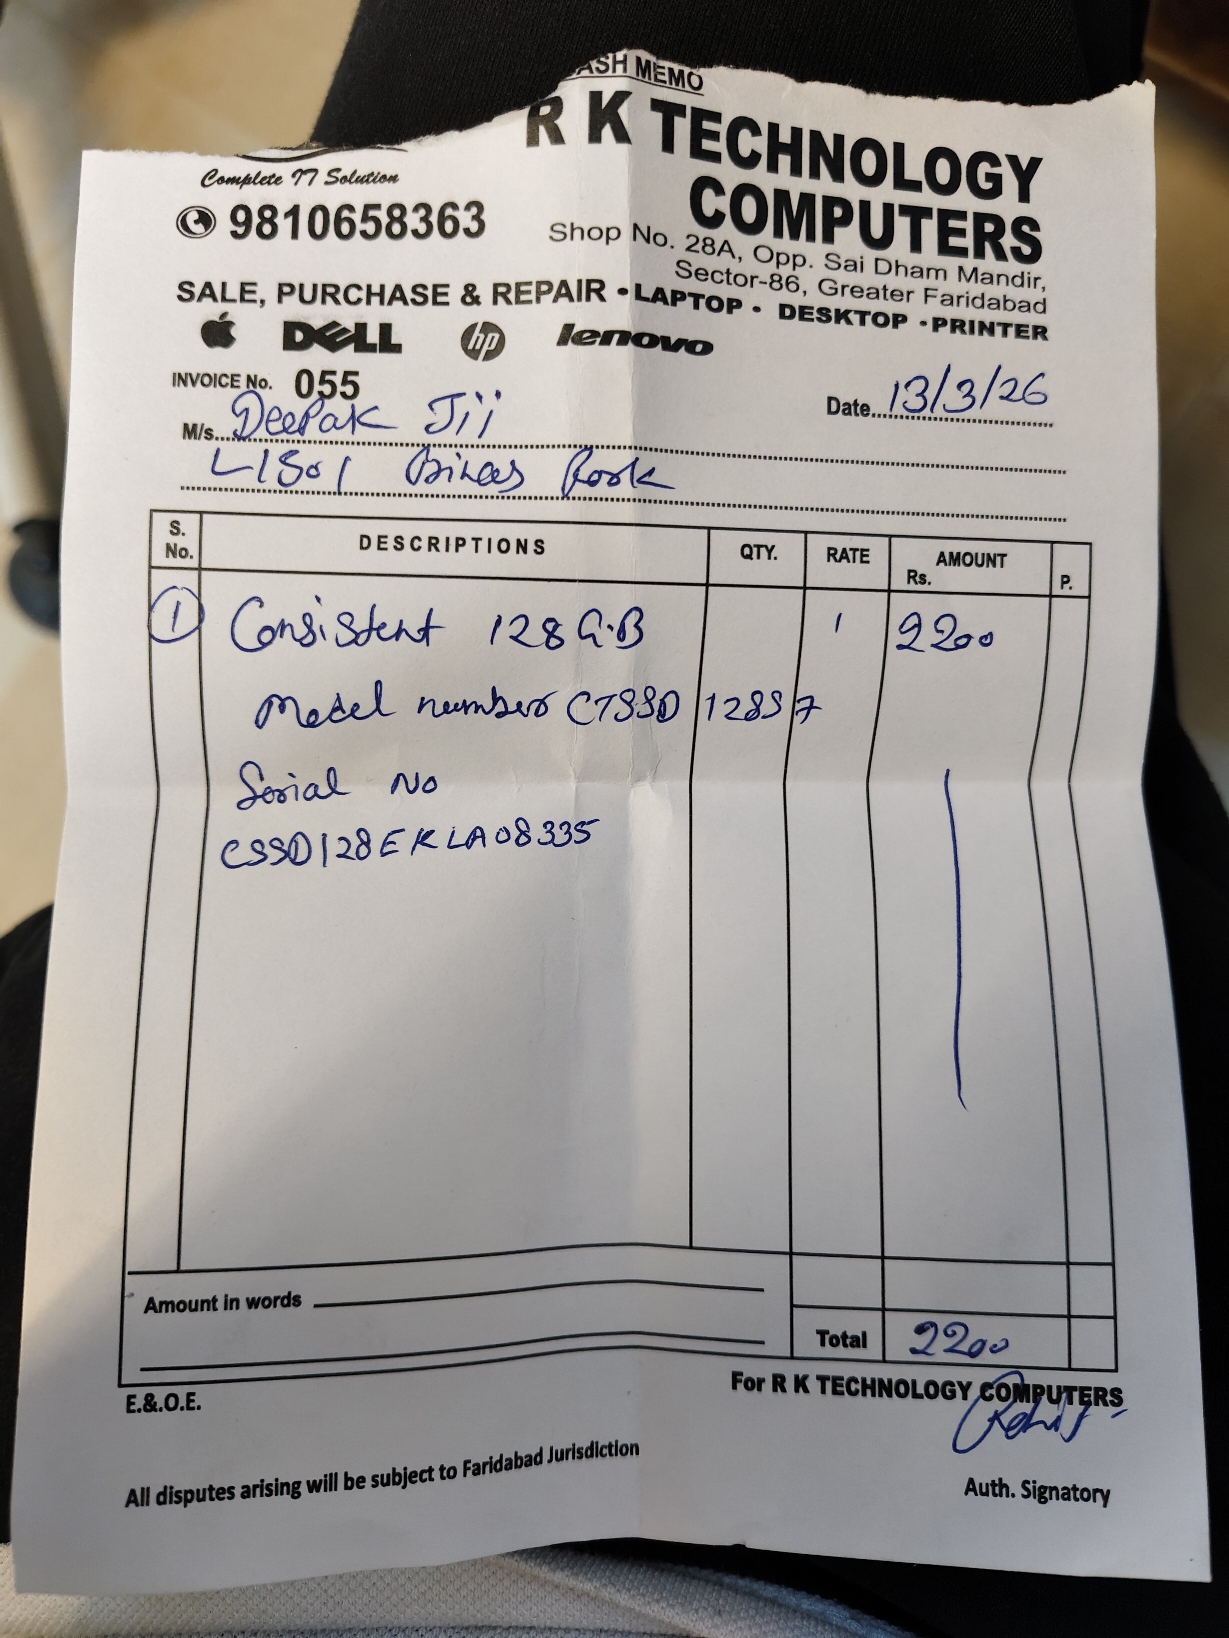 ASH MEMO
R K TECHNOLOGY
COMPUTERS
Complete IT Solution
9810658363
Shop No. 28A, Opp. Sai Dham Mandir,
Sector-86, Greater Faridabad
SALE, PURCHASE & REPAIR • LAPTOP • DESKTOP • PRINTER
DELL hp lenovo
INVOICE No. 055
Date 13/3/26
M/s. Deepak Jii
L1801
S. No. DESCRIPTIONS QTY. RATE AMOUNT Rs. P.
1 Consistent 128 G.B 1 2200
Model number CTSSD 128S7
Serial No
CSSD128EKLA08335
Amount in words
Total 2200
E.&.O.E.
For R K TECHNOLOGY COMPUTERS
Rohit
All disputes arising will be subject to Faridabad Jurisdiction
Auth. Signatory